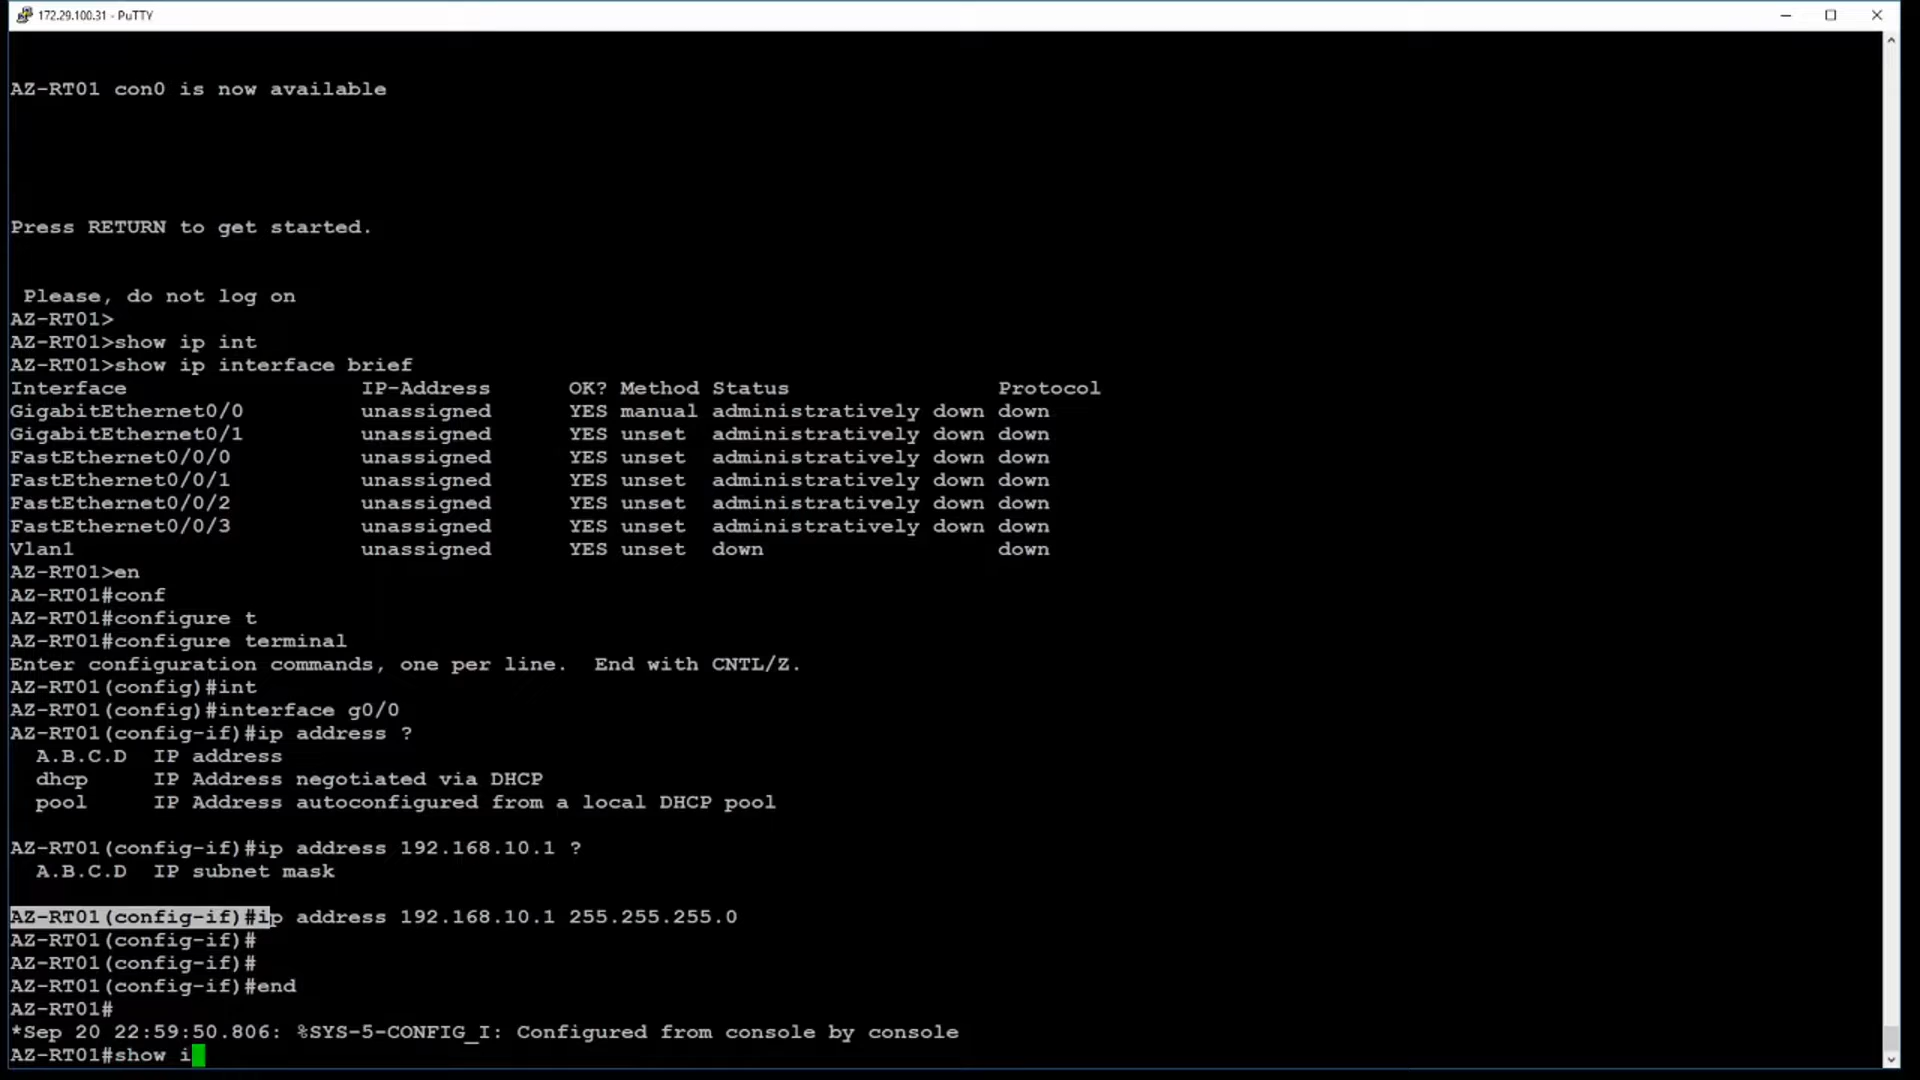 172.29.100.31 - PuTTY
AZ-RT01 con0 is now available
Press RETURN to get started.
Please, do not log on
AZ-RT01>
AZ-RT01>show ip int
AZ-RT01>show ip interface brief
Interface                  IP-Address      OK? Method Status                Protocol
GigabitEthernet0/0         unassigned      YES manual administratively down down
GigabitEthernet0/1         unassigned      YES unset  administratively down down
FastEthernet0/0/0          unassigned      YES unset  administratively down down
FastEthernet0/0/1          unassigned      YES unset  administratively down down
FastEthernet0/0/2          unassigned      YES unset  administratively down down
FastEthernet0/0/3          unassigned      YES unset  administratively down down
Vlan1                      unassigned      YES unset  down                  down
AZ-RT01>en
AZ-RT01#conf
AZ-RT01#configure t
AZ-RT01#configure terminal
Enter configuration commands, one per line.  End with CNTL/Z.
AZ-RT01(config)#int
AZ-RT01(config)#interface g0/0
AZ-RT01(config-if)#ip address ?
  A.B.C.D  IP address
  dhcp     IP Address negotiated via DHCP
  pool     IP Address autoconfigured from a local DHCP pool
AZ-RT01(config-if)#ip address 192.168.10.1 ?
  A.B.C.D  IP subnet mask
AZ-RT01(config-if)#ip address 192.168.10.1 255.255.255.0
AZ-RT01(config-if)#
AZ-RT01(config-if)#
AZ-RT01(config-if)#end
AZ-RT01#
*Sep 20 22:59:50.806: %SYS-5-CONFIG_I: Configured from console by console
AZ-RT01#show i